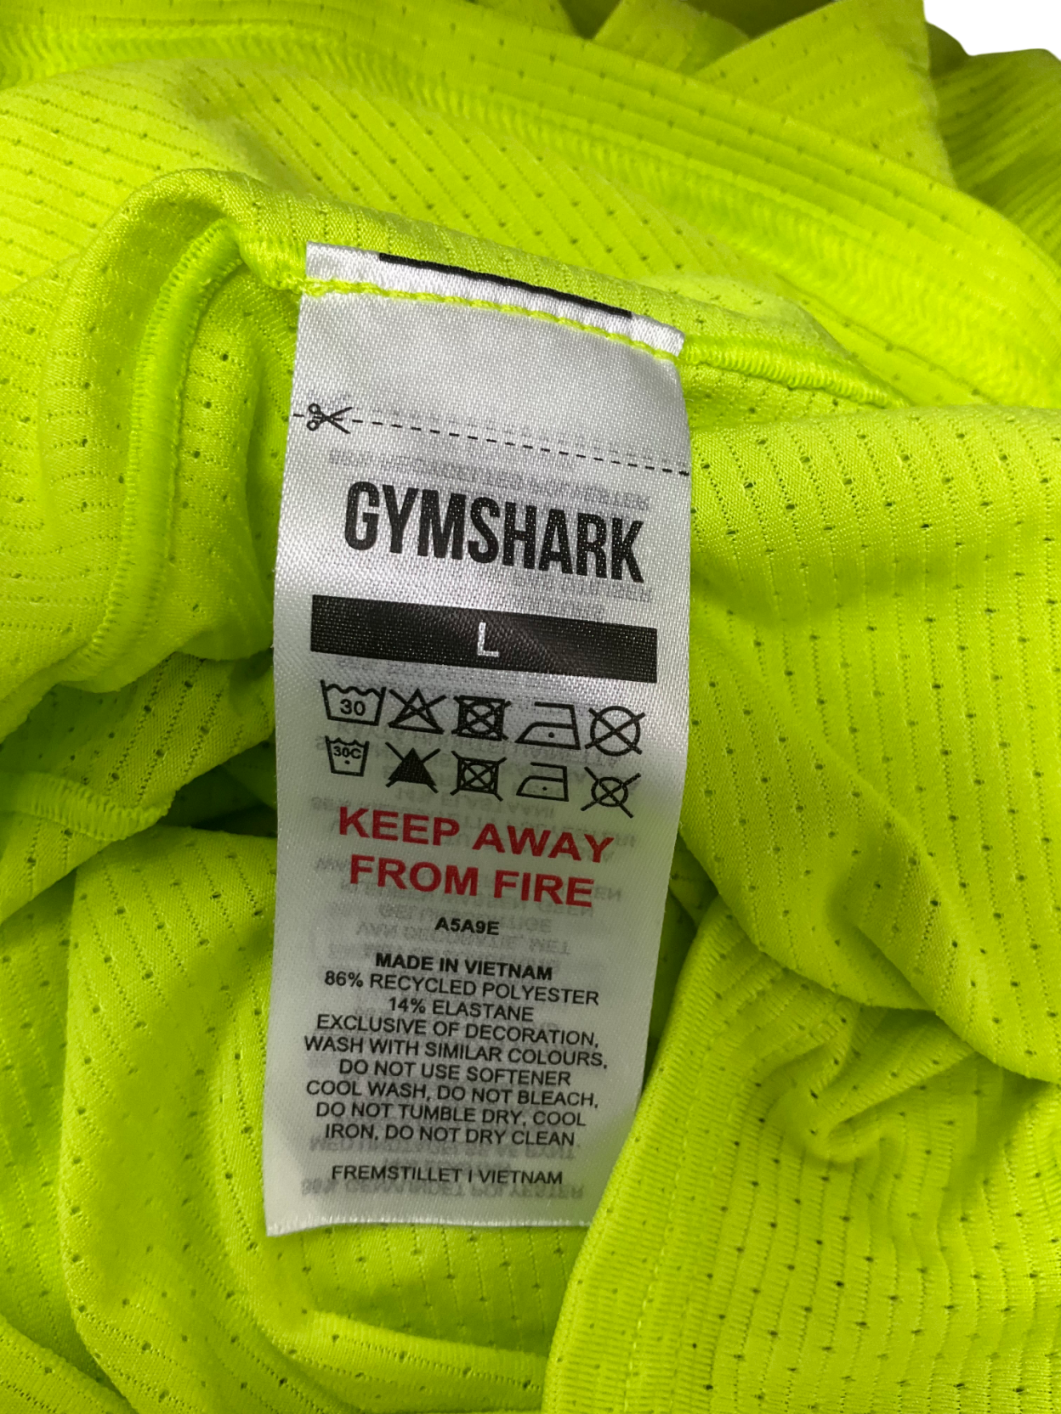 GYMSHARK
L
30
30C
KEEP AWAY
FROM FIRE
A5A9E
MADE IN VIETNAM
86% RECYCLED POLYESTER
14% ELASTANE
EXCLUSIVE OF DECORATION,
WASH WITH SIMILAR COLOURS,
DO NOT USE SOFTENER
COOL WASH, DO NOT BLEACH,
DO NOT TUMBLE DRY, COOL
IRON, DO NOT DRY CLEAN
FREMSTILLET I VIETNAM